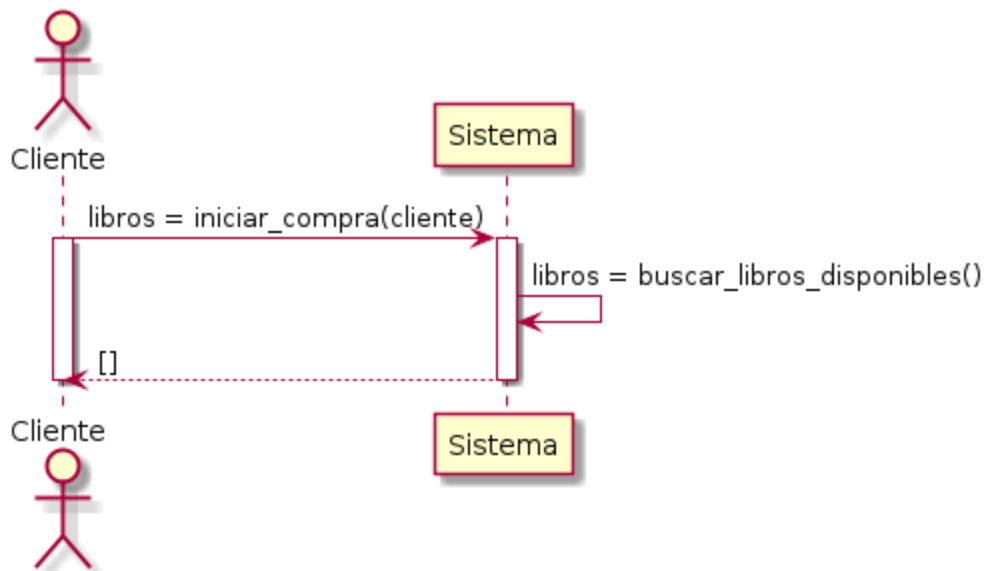 Cliente
Sistema
libros = iniciar_compra(cliente)
libros = buscar_libros_disponibles()
[]
Cliente
Sistema